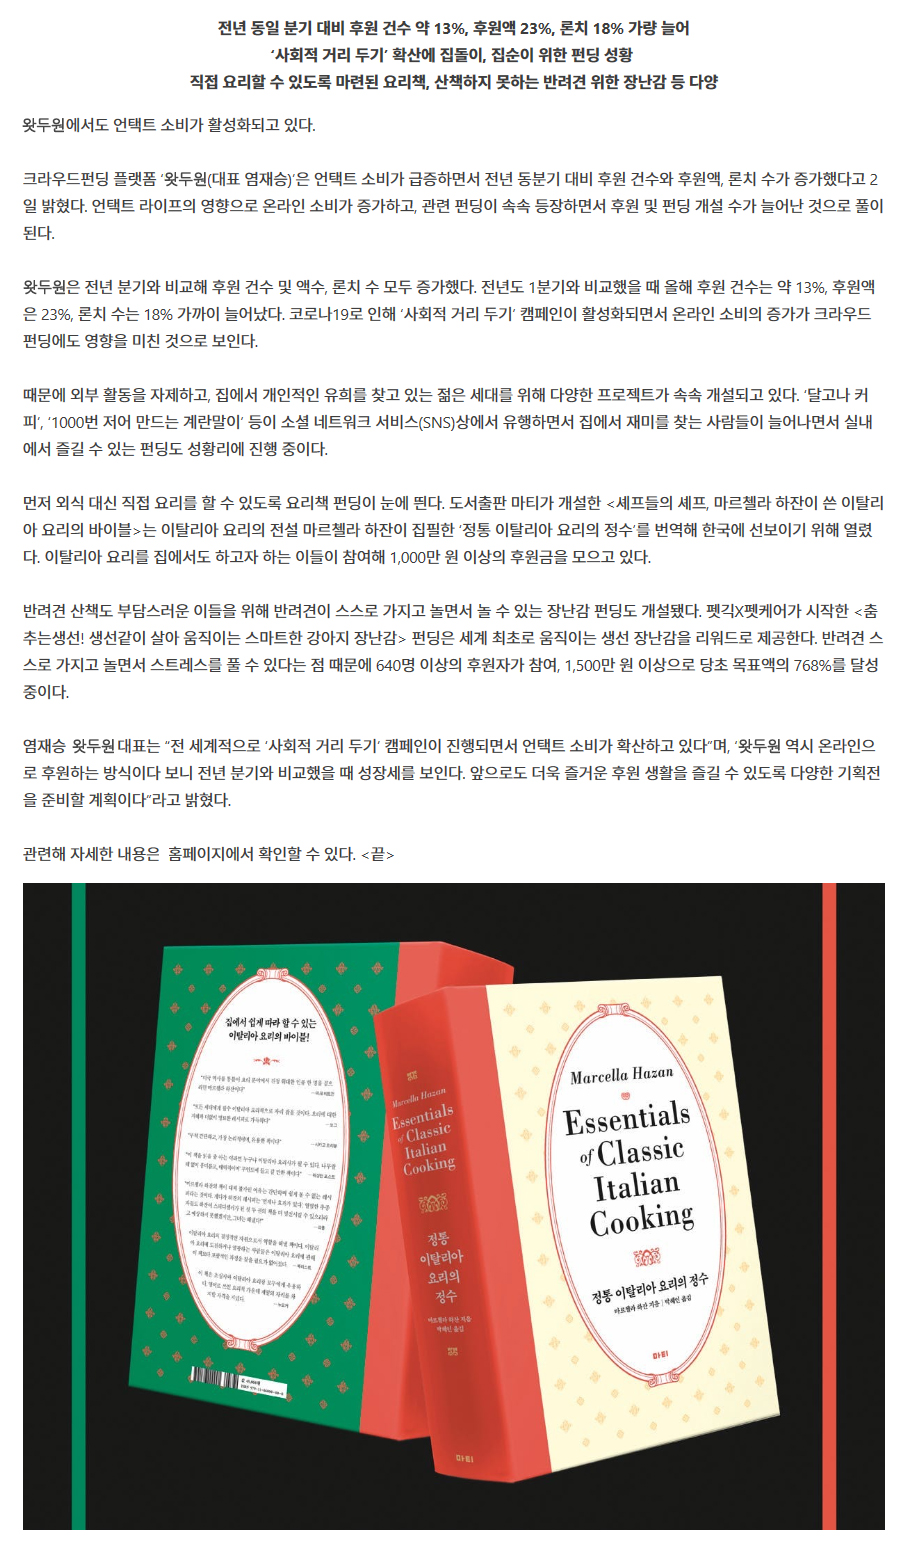 전년 동일 분기 대비 후원 건수 약 13%, 후원액 23%, 론치 18% 가량 늘어
‘사회적 거리 두기’ 확산에 집돌이, 집순이 위한 펀딩 성황
직접 요리할 수 있도록 마련된 요리책, 산책하지 못하는 반려견 위한 장난감 등 다양
왓두원에서도 언택트 소비가 활성화되고 있다.
크라우드펀딩 플랫폼 ‘왓두원(대표 염재승)’은 언택트 소비가 급증하면서 전년 동분기 대비 후원 건수와 후원액, 론치 수가 증가했다고 2
일 밝혔다. 언택트 라이프의 영향으로 온라인 소비가 증가하고, 관련 펀딩이 속속 등장하면서 후원 및 펀딩 개설 수가 늘어난 것으로 풀이
된다.
왓두원은 전년 분기와 비교해 후원 건수 및 액수, 론치 수 모두 증가했다. 전년도 1분기와 비교했을 때 올해 후원 건수는 약 13%, 후원액
은 23%, 론치 수는 18% 가까이 늘어났다. 코로나19로 인해 ‘사회적 거리 두기’ 캠페인이 활성화되면서 온라인 소비의 증가가 크라우드
펀딩에도 영향을 미친 것으로 보인다.
때문에 외부 활동을 자제하고, 집에서 개인적인 유희를 찾고 있는 젊은 세대를 위해 다양한 프로젝트가 속속 개설되고 있다. ‘달고나 커
피’, ‘1000번 저어 만드는 계란말이’ 등이 소셜 네트워크 서비스(SNS)상에서 유행하면서 집에서 재미를 찾는 사람들이 늘어나면서 실내
에서 즐길 수 있는 펀딩도 성황리에 진행 중이다.
먼저 외식 대신 직접 요리를 할 수 있도록 요리책 펀딩이 눈에 띈다. 도서출판 마티가 개설한 <셰프들의 셰프, 마르첼라 하잔이 쓴 이탈리
아 요리의 바이블>는 이탈리아 요리의 전설 마르첼라 하잔이 집필한 ‘정통 이탈리아 요리의 정수’를 번역해 한국에 선보이기 위해 열렸
다. 이탈리아 요리를 집에서도 하고자 하는 이들이 참여해 1,000만 원 이상의 후원금을 모으고 있다.
반려견 산책도 부담스러운 이들을 위해 반려견이 스스로 가지고 놀면서 놀 수 있는 장난감 펀딩도 개설됐다. 펫긱X펫케어가 시작한 <춤
추는생선! 생선같이 살아 움직이는 스마트한 강아지 장난감> 펀딩은 세계 최초로 움직이는 생선 장난감을 리워드로 제공한다. 반려견 스
스로 가지고 놀면서 스트레스를 풀 수 있다는 점 때문에 640명 이상의 후원자가 참여, 1,500만 원 이상으로 당초 목표액의 768%를 달성
중이다.
염재승 왓두원대표는 “전 세계적으로 ‘사회적 거리 두기’ 캠페인이 진행되면서 언택트 소비가 확산하고 있다”며, ‘왓두원 역시 온라인으
로 후원하는 방식이다 보니 전년 분기와 비교했을 때 성장세를 보인다. 앞으로도 더욱 즐거운 후원 생활을 즐길 수 있도록 다양한 기획전
을 준비할 계획이다”라고 밝혔다.
관련해 자세한 내용은 홈페이지에서 확인할 수 있다. <끝>
집에서 쉽게 따라 할 수 있는
이탈리아 요리의 바이블!
Marcella Hazan
Essentials
of Classic
Italian
Cooking
정통
이탈리아
요리의
정수
마르첼라 하잔 지음
박혜인 옮김
마티
Marcella Hazan
Essentials
of Classic
Italian
Cooking
정통 이탈리아 요리의 정수
마르첼라 하잔 지음 | 박혜인 옮김
마티